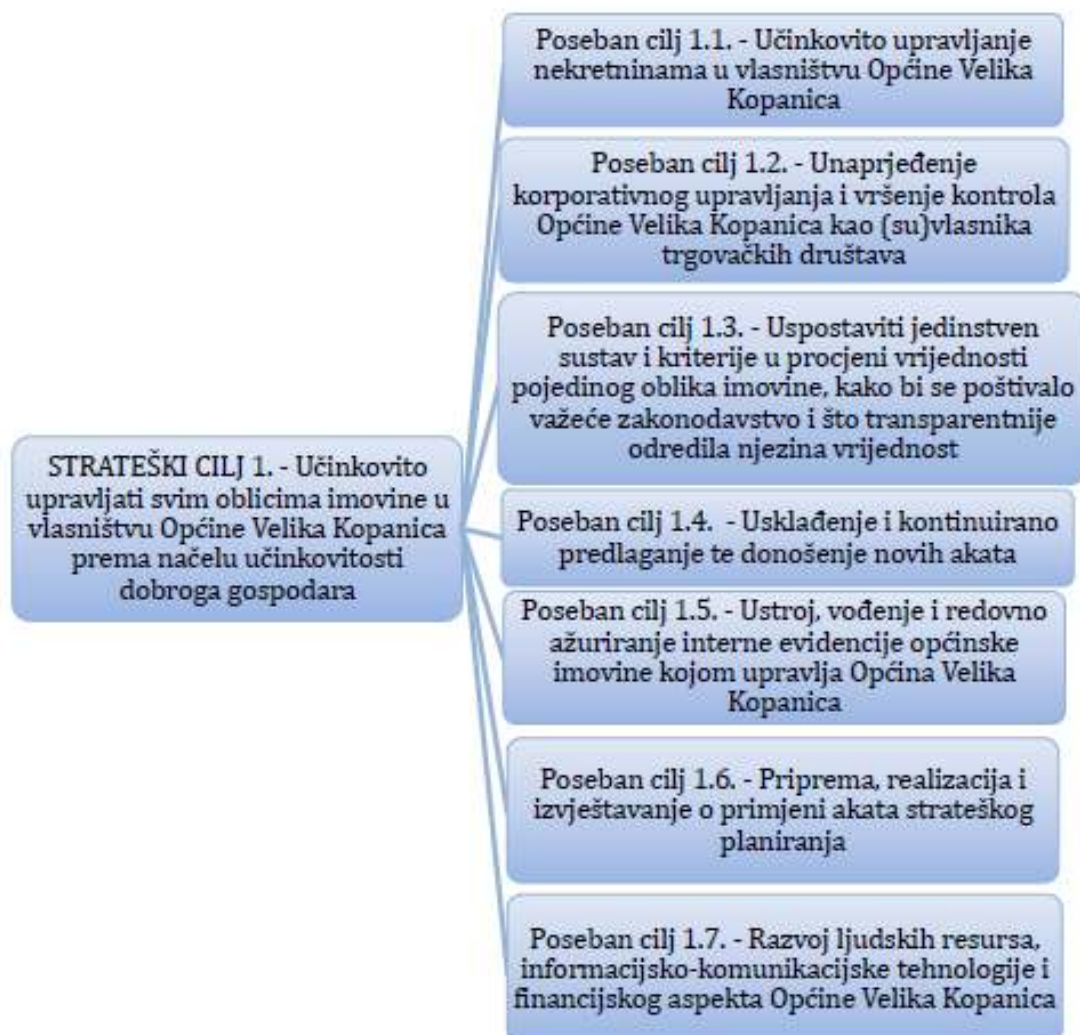 STRATEŠKI CILJ 1. - Učinkovito
upravljati svim oblicima imovine u
vlasništvu Općine Velika Kopanica
prema načelu učinkovitosti
dobroga gospodara
Poseban cilj 1.1. - Učinkovito upravljanje
nekretninama u vlasništvu Općine Velika
Kopanica
Poseban cilj 1.2. - Unaprjeđenje
korporativnog upravljanja i vršenje kontrola
Općine Velika Kopanica kao (su)vlasnika
trgovačkih društava
Poseban cilj 1.3. - Uspostaviti jedinstven
sustav i kriterije u procjeni vrijednosti
pojedinog oblika imovine, kako bi se poštivalo
važeće zakonodavstvo i što transparentnije
odredila njezina vrijednost
Poseban cilj 1.4. - Usklađenje i kontinuirano
predlaganje te donošenje novih akata
Poseban cilj 1.5. - Ustroj, vođenje i redovno
ažuriranje interne evidencije općinske
imovine kojom upravlja Općina Velika
Kopanica
Poseban cilj 1.6. - Priprema, realizacija i
izvještavanje o primjeni akata strateškog
planiranja
Poseban cilj 1.7. - Razvoj ljudskih resursa,
informacijsko-komunikacijske tehnologije i
financijskog aspekta Općine Velika Kopanica